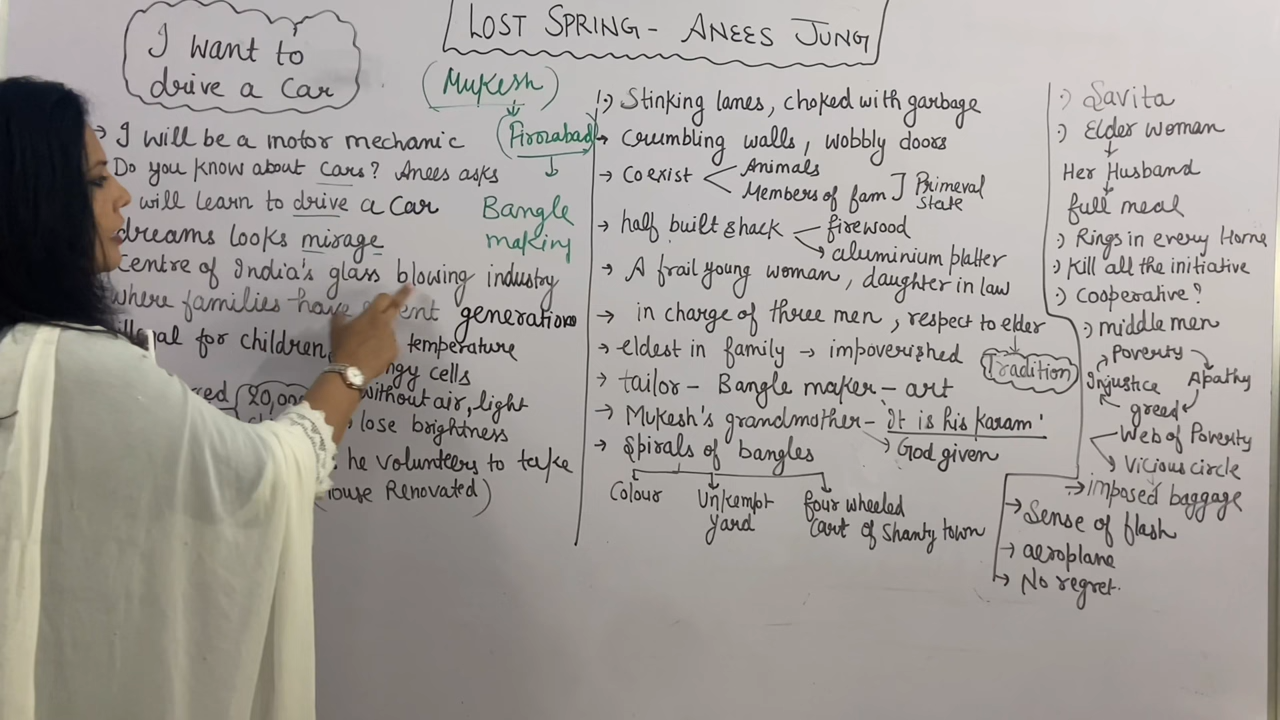 LOST SPRING - ANEES JUNG
I want to
drive a Car
(Mukesh)
Firozabad
Bangle
making
→ I will be a motor mechanic
Do you know about cars? Anees asks
will learn to drive a Car
dreams looks mirage
Centre of India's glass blowing industry
where families have spent generations
illegal for children, temperature
cells
20,000 without air, light
lose brightness
he volunteers to take
House Renovated)
1.) Stinking lanes, choked with garbage
→ Crumbling walls, wobbly doors
→ Coexist Animals
Members of fam ] Primeval
State
→ half built shack firewood
aluminium platter
→ A frail young woman, daughter in law
→ in charge of three men, respect to elder
→ eldest in family → impoverished
Tradition
→ tailor - Bangle maker - art
→ Mukesh's grandmother - It is his Karam'
God given
→ Spirals of bangles
Colour
Unkempt
yard
four wheeled
cart of Shanty town
:) Savita
:) Elder woman
Her Husband
full meal
:) Rings in every Home
:) Kill all the initiative
:) Cooperative?
:) middle men
Poverty
Injustice Apathy
greed
Web of Poverty
Vicious circle
→ imposed baggage
→ Sense of flash
→ aeroplane
→ No regret.